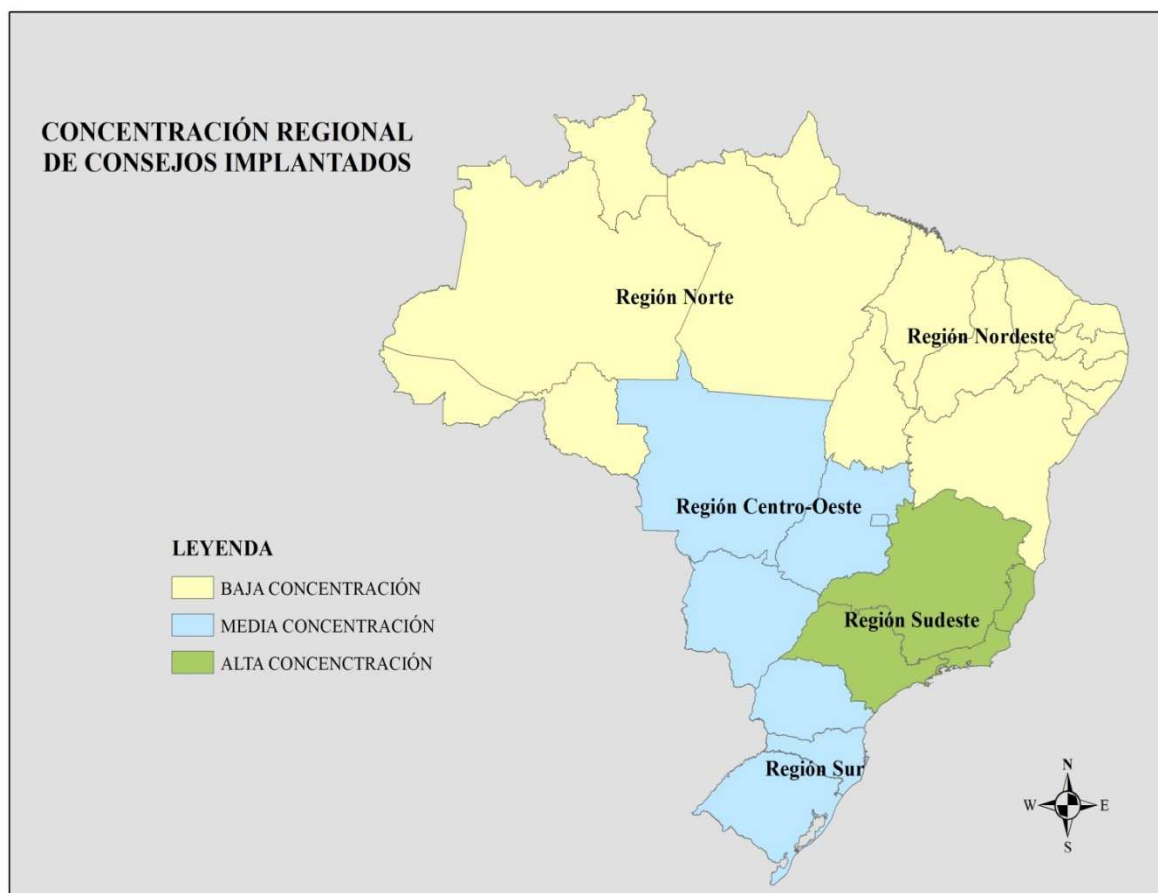 CONCENTRACIÓN REGIONAL
DE CONSEJOS IMPLANTADOS
Región Norte
Región Nordeste
Región Centro-Oeste
Región Sudeste
Región Sur
LEYENDA
BAJA CONCENTRACIÓN
MEDIA CONCENTRACIÓN
ALTA CONCENCTRACIÓN
N
W E
S